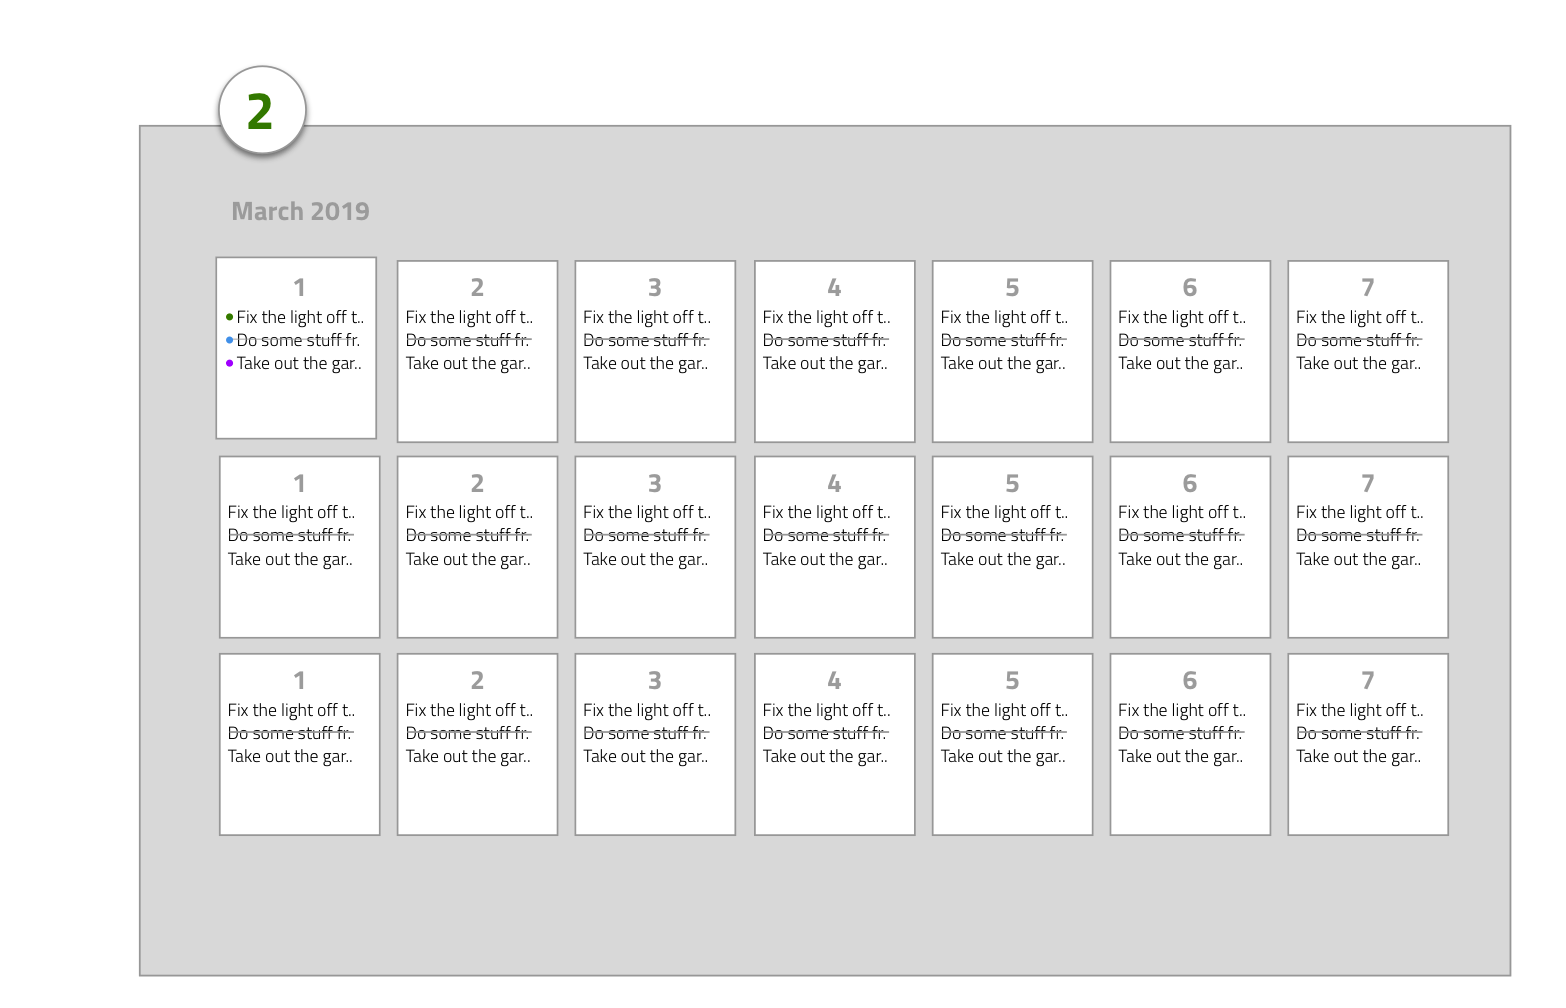 2
March 2019
1 2 3 4 5 6 7
Fix the light off t.. Fix the light off t.. Fix the light off t.. Fix the light off t.. Fix the light off t.. Fix the light off t.. Fix the light off t..
Do some stuff fr. Do some stuff fr. Do some stuff fr. Do some stuff fr. Do some stuff fr. Do some stuff fr. Do some stuff fr.
Take out the gar.. Take out the gar.. Take out the gar.. Take out the gar.. Take out the gar.. Take out the gar.. Take out the gar..
1 2 3 4 5 6 7
Fix the light off t.. Fix the light off t.. Fix the light off t.. Fix the light off t.. Fix the light off t.. Fix the light off t.. Fix the light off t..
Do some stuff fr. Do some stuff fr. Do some stuff fr. Do some stuff fr. Do some stuff fr. Do some stuff fr. Do some stuff fr.
Take out the gar.. Take out the gar.. Take out the gar.. Take out the gar.. Take out the gar.. Take out the gar.. Take out the gar..
1 2 3 4 5 6 7
Fix the light off t.. Fix the light off t.. Fix the light off t.. Fix the light off t.. Fix the light off t.. Fix the light off t.. Fix the light off t..
Do some stuff fr. Do some stuff fr. Do some stuff fr. Do some stuff fr. Do some stuff fr. Do some stuff fr. Do some stuff fr.
Take out the gar.. Take out the gar.. Take out the gar.. Take out the gar.. Take out the gar.. Take out the gar.. Take out the gar..